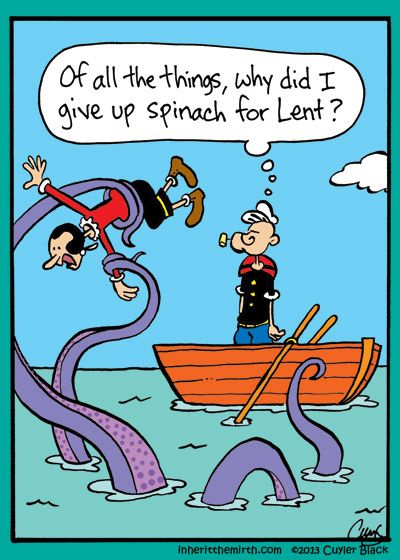 Of all the things, why did I
give up spinach for Lent?
inheritthemirth.com ©2013 Cuyler Black